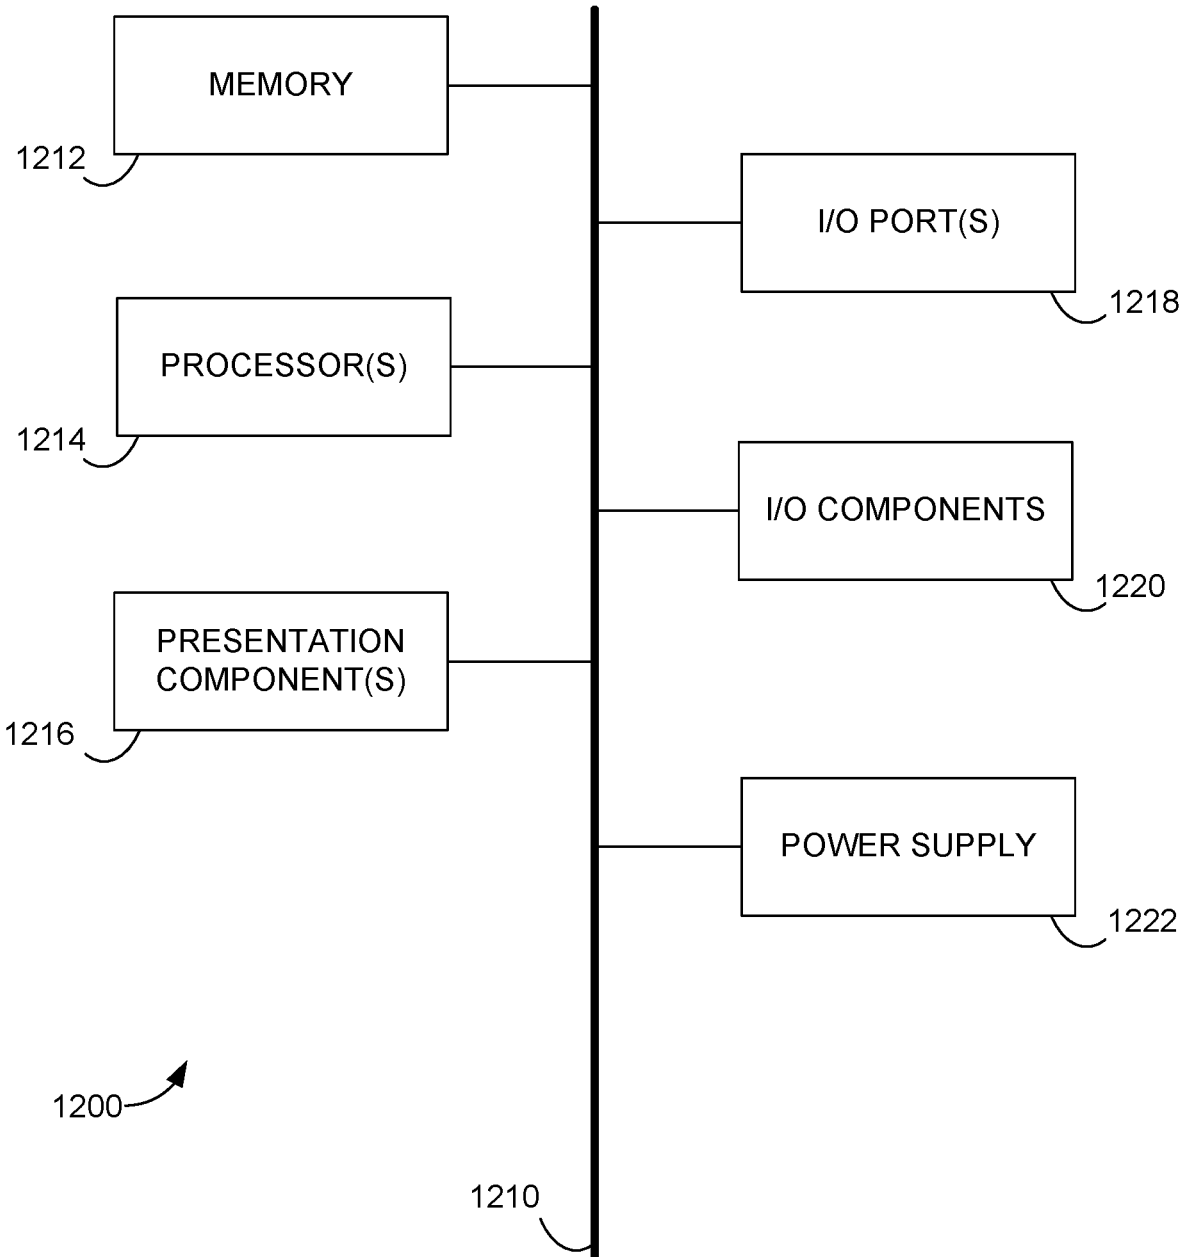 MEMORY
1212
I/O PORT(S)
1218
PROCESSOR(S)
1214
I/O COMPONENTS
1220
PRESENTATION
COMPONENT(S)
1216
POWER SUPPLY
1222
1200
1210